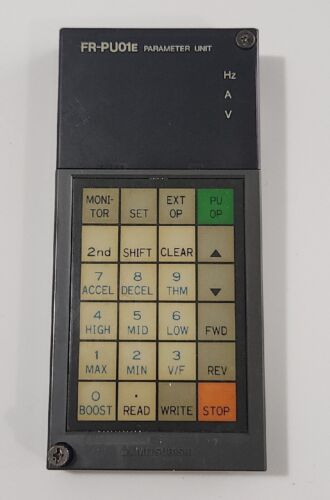 FR-PU01E PARAMETER UNIT
Hz
A
V
MONI-
TOR
SET
EXT
OP
PU
OP
2nd
SHIFT
CLEAR
▲
7
ACCEL
8
DECEL
9
THM
▼
4
HIGH
5
MID
6
LOW
FWD
1
MAX
2
MIN
3
V/F
REV
0
BOOST
.
READ
WRITE
STOP
MITSUBISHI